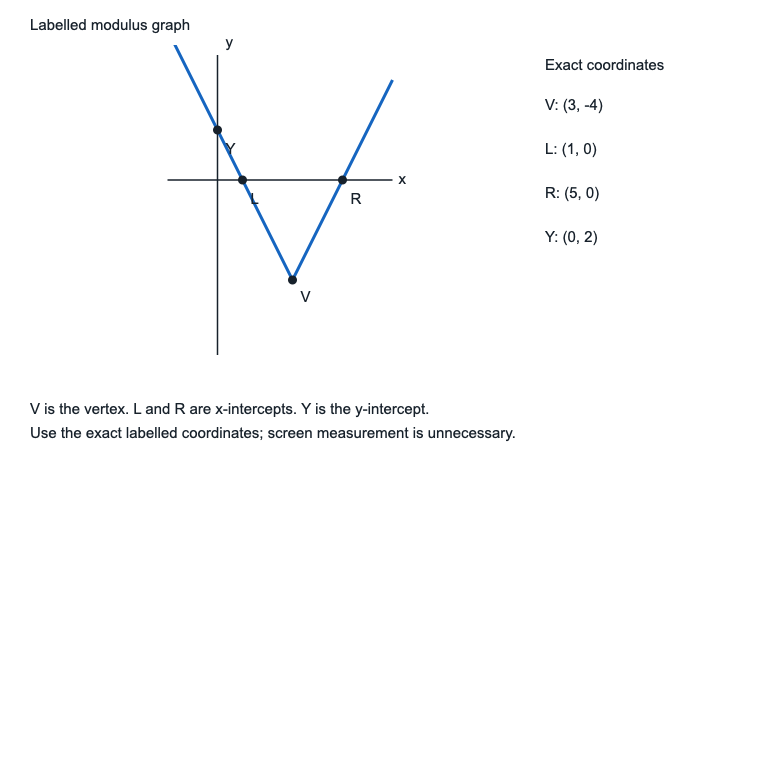 Labelled modulus graph
y
Y
x
L
R
V
Exact coordinates
V: (3, -4)
L: (1, 0)
R: (5, 0)
Y: (0, 2)
V is the vertex. L and R are x-intercepts. Y is the y-intercept.
Use the exact labelled coordinates; screen measurement is unnecessary.